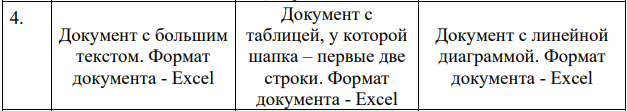 4.
Документ с большим
текстом. Формат
документа - Excel
Документ с
таблицей, у которой
шапка – первые две
строки. Формат
документа - Excel
Документ с линейной
диаграммой. Формат
документа - Excel